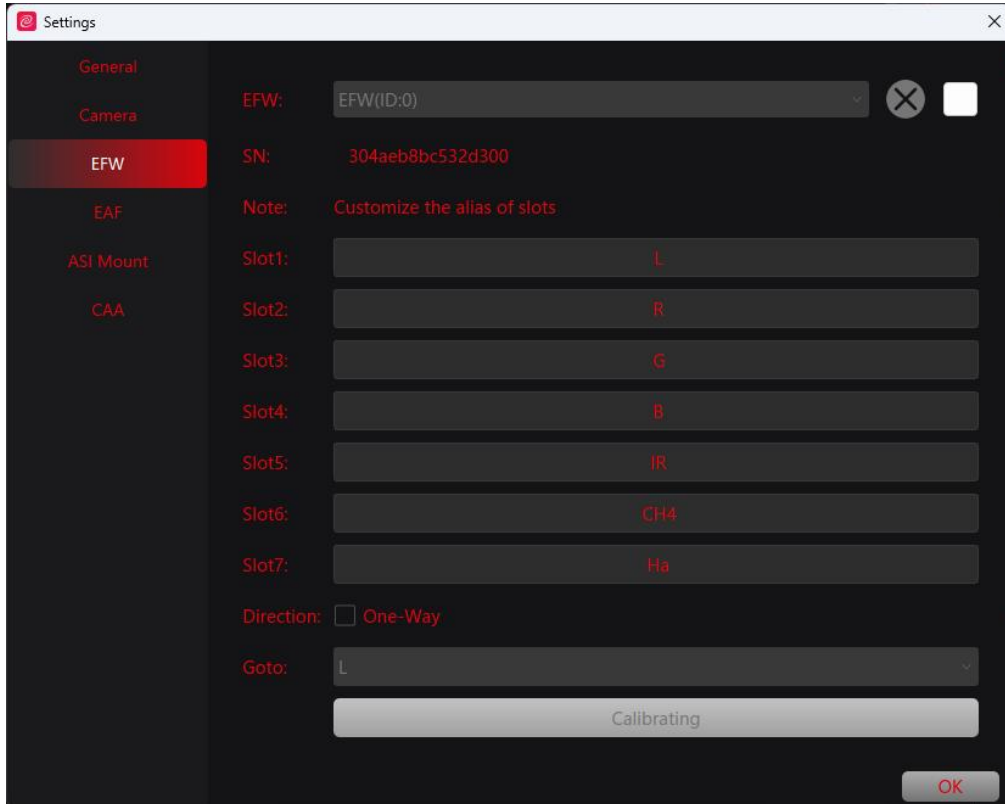 Settings
General
Camera
EFW
EAF
ASI Mount
CAA
EFW: EFW(ID:0)
SN: 304aeb8bc532d300
Note: Customize the alias of slots
Slot1: L
Slot2: R
Slot3: G
Slot4: B
Slot5: IR
Slot6: CH4
Slot7: Ha
Direction: One-Way
Goto: L
Calibrating
OK